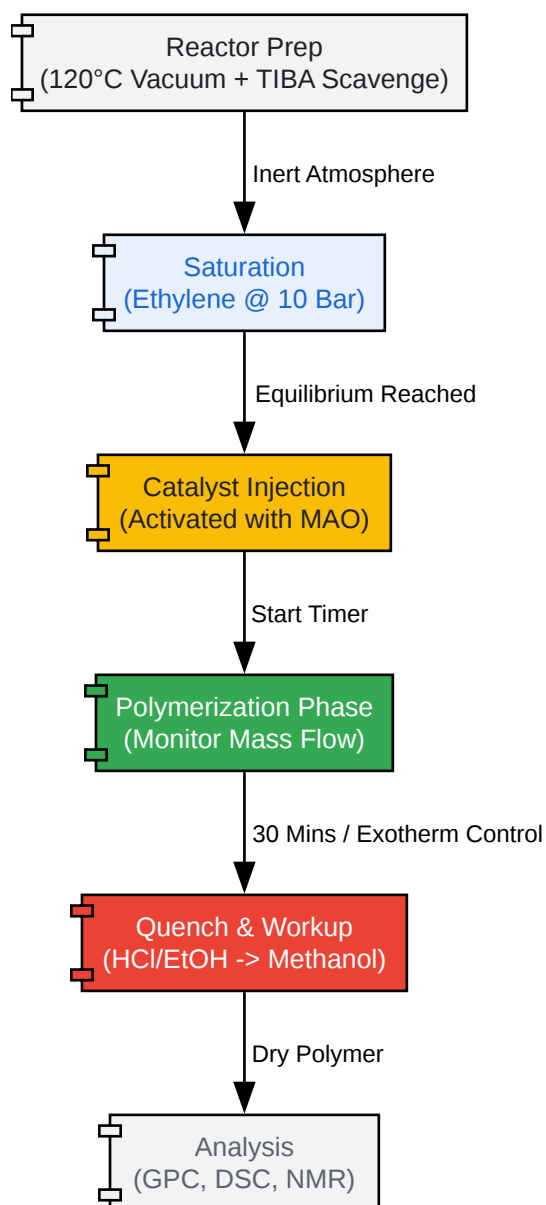 Reactor Prep
(120°C Vacuum + TIBA Scavenge)
Inert Atmosphere
Saturation
(Ethylene @ 10 Bar)
Equilibrium Reached
Catalyst Injection
(Activated with MAO)
Start Timer
Polymerization Phase
(Monitor Mass Flow)
30 Mins / Exotherm Control
Quench & Workup
(HCl/EtOH -> Methanol)
Dry Polymer
Analysis
(GPC, DSC, NMR)